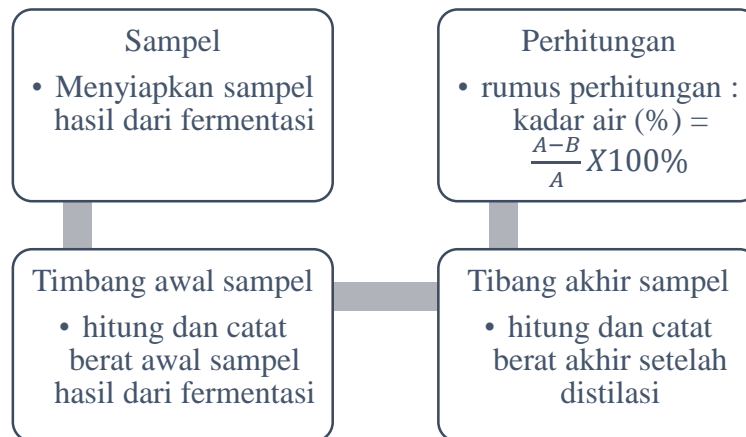 Sampel
• Menyiapkan sampel
hasil dari fermentasi
Timbang awal sampel
• hitung dan catat
berat awal sampel
hasil dari fermentasi
Tibang akhir sampel
• hitung dan catat
berat akhir setelah
distilasi
Perhitungan
• rumus perhitungan :
kadar air (%) =
\frac{A-B}{A} X100%